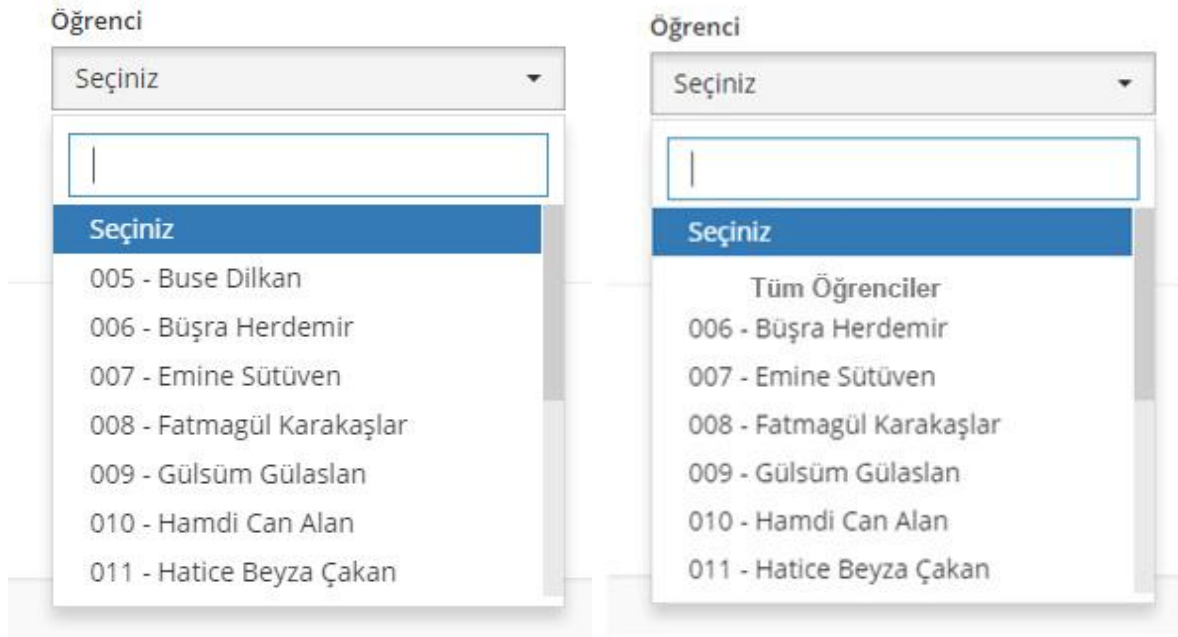 Öğrenci
Seçiniz
Seçiniz
005 - Buse Dilkan
006 - Büşra Herdemir
007 - Emine Sütüven
008 - Fatmagül Karakaşlar
009 - Gülsüm Gülaslan
010 - Hamdi Can Alan
011 - Hatice Beyza Çakan
Öğrenci
Seçiniz
Seçiniz
Tüm Öğrenciler
006 - Büşra Herdemir
007 - Emine Sütüven
008 - Fatmagül Karakaşlar
009 - Gülsüm Gülaslan
010 - Hamdi Can Alan
011 - Hatice Beyza Çakan